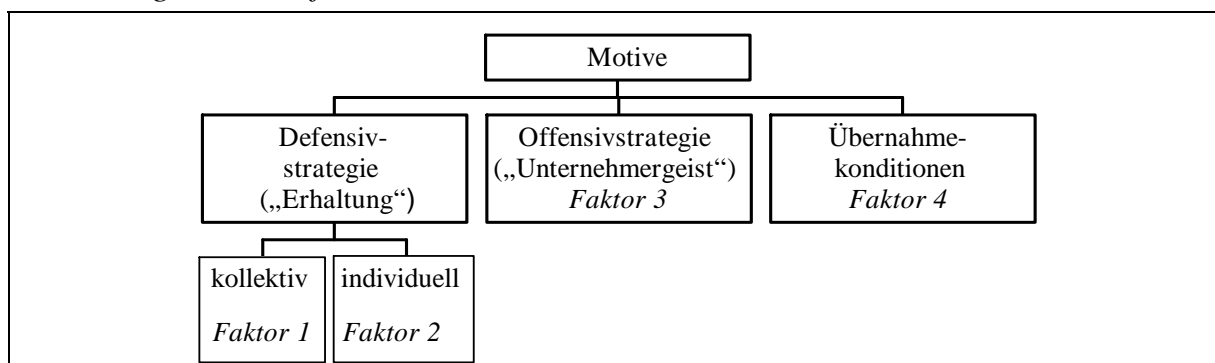 Motive
Defensiv-
strategie
(„Erhaltung“)
Offensivstrategie
(„Unternehmergeist“)
Faktor 3
Übernahme-
konditionen
Faktor 4
kollektiv
Faktor 1
individuell
Faktor 2